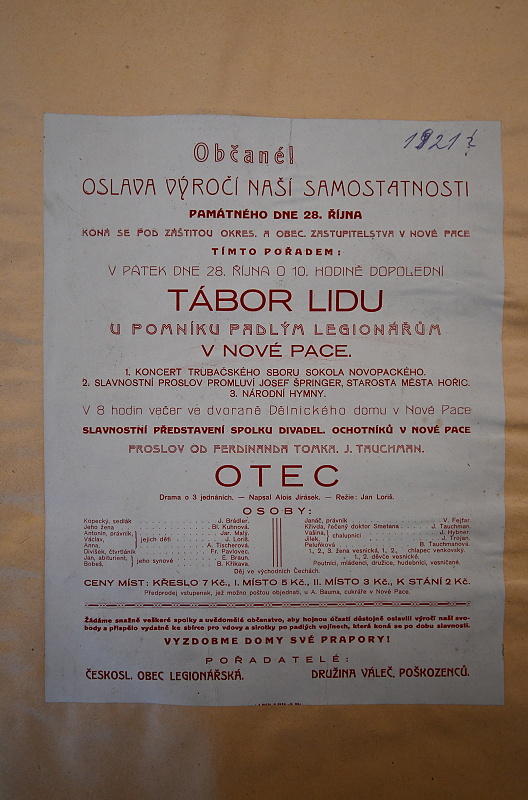 1921?
Občané!
OSLAVA VÝROČÍ NAŠÍ SAMOSTATNOSTI
PAMÁTNÉHO DNE 28. ŘÍJNA
KONÁ SE POD ZÁŠTITOU OKRES. A OBEC. ZASTUPITELSTVA V NOVÉ PACE
TÍMTO POŘADEM:
V PÁTEK DNE 28. ŘÍJNA O 10. HODINĚ DOPOLEDNÍ
TÁBOR LIDU
U POMNÍKU PADLÝM LEGIONÁŘŮM
V NOVÉ PACE.
1. KONCERT TRUBAČSKÉHO SBORU SOKOLA NOVOPACKÉHO.
2. SLAVNOSTNÍ PROSLOV PROMLUVÍ JOSEF ŠPRINGER, STAROSTA MĚSTA HOŘIC.
3. NÁRODNÍ HYMNY.
V 8 hodin večer ve dvoraně Dělnického domu v Nové Pace
SLAVNOSTNÍ PŘEDSTAVENÍ SPOLKU DIVADEL. OCHOTNÍKŮ V NOVÉ PACE
PROSLOV OD FERDINANDA TOMKA. J. TAUCHMAN.
OTEC
Drama o 3 jednáních. — Napsal Alois Jirásek. — Režie: Jan Loriš.
OSOBY:
Kopecký, sedlák J. Brádler.
Jeho žena Bl. Kuhnová.
Antonín, právník, Jar. Malý.
Václav, jejich děti J. Loriš.
Anna, A. Tischerová.
Divíšek, čtvrtláník Fr. Pavlovec.
Jan, abiturient, jeho synové E. Braun.
Bobeš, B. Křikava.
Janáč, právník V. Fejfar.
Křivda, řečený doktor Smetana J. Tauchman.
Vašina, chalupníci J. Hybner.
Jílek, J. Trojan.
Peluňková B. Tauchmanová.
1., 2., 3. žena vesnická, 1., 2., chlapec venkovský.
1., 2. děvče vesnické.
Poutníci, mládenci, družice, hudebníci, vesničané.
Děj ve východních Čechách.
CENY MÍST: KŘESLO 7 Kč, I. MÍSTO 5 Kč, II. MÍSTO 3 Kč, K STÁNÍ 2 Kč.
Předprodej vstupenek, jež možno poštou objednati, u A. Bauma, cukráře v Nové Pace.
Žádáme snažně veškeré spolky a uvědomělé občanstvo, aby hojnou účastí důstojně oslavili výročí naší svo-
body a přispělo vydatně ke sbírce pro vdovy a sirotky po padlých vojínech, která koná se po dobu slavnosti.
VYZDOBME DOMY SVÉ PRAPORY!
POŘADATELÉ:
ČESKOSL. OBEC LEGIONÁŘSKÁ. DRUŽINA VÁLEČ. POŠKOZENCŮ.